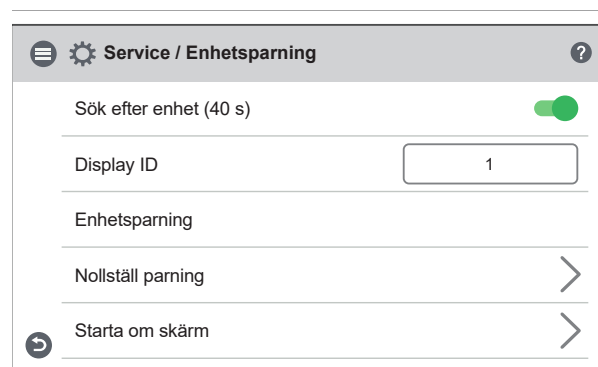 Service / Enhetsparning
?
Sök efter enhet (40 s)
Display ID
1
Enhetsparning
Nollställ parning
Starta om skärm